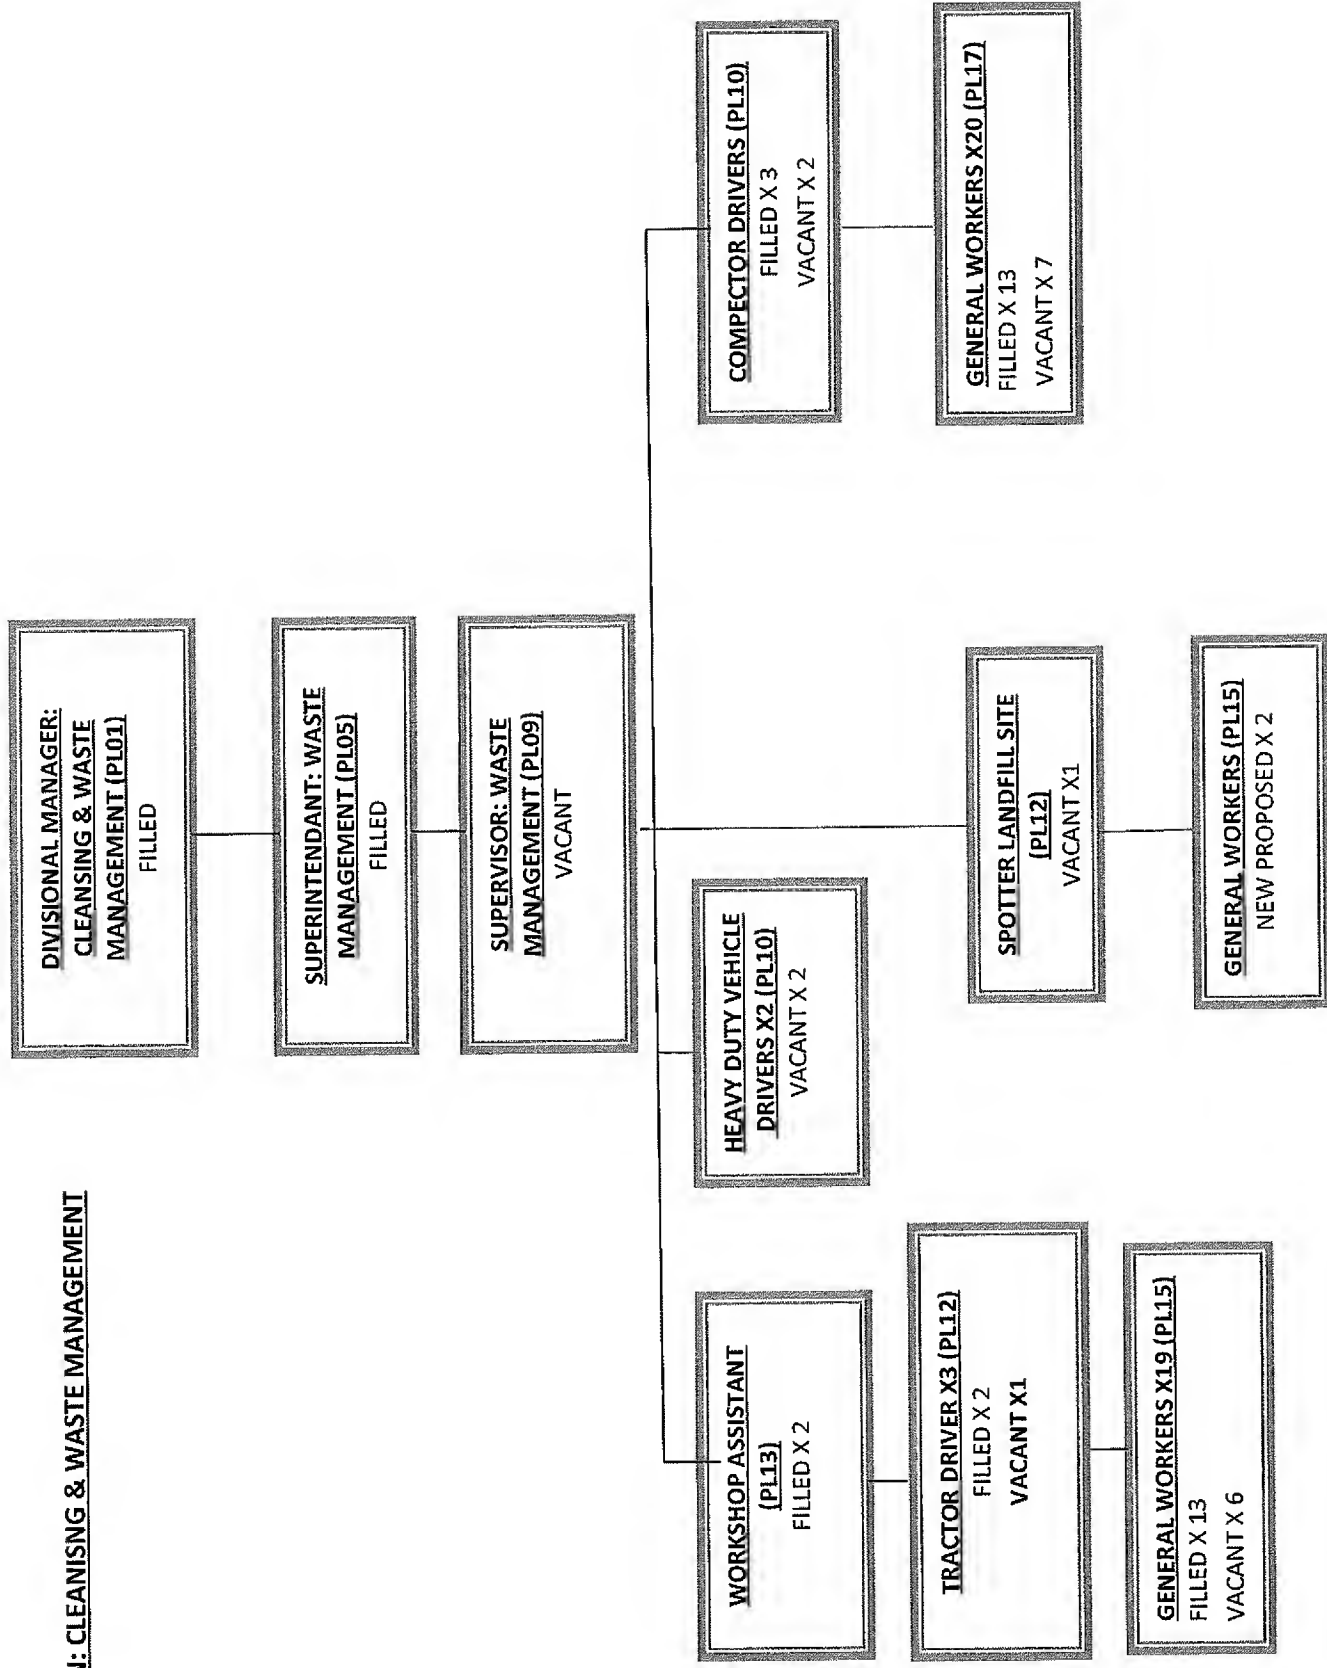 N: CLEANISNG & WASTE MANAGEMENT
DIVISIONAL MANAGER:
CLEANSING & WASTE
MANAGEMENT (PL01)
FILLED
SUPERINTENDANT: WASTE
MANAGEMENT (PL05)
FILLED
SUPERVISOR: WASTE
MANAGEMENT (PL09)
VACANT
WORKSHOP ASSISTANT
(PL13)
FILLED X 2
TRACTOR DRIVER X3 (PL12)
FILLED X 2
VACANT X1
GENERAL WORKERS X19 (PL15)
FILLED X 13
VACANT X 6
HEAVY DUTY VEHICLE
DRIVERS X2 (PL10)
VACANT X 2
SPOTTER LANDFILL SITE
(PL12)
VACANT X1
GENERAL WORKERS (PL15)
NEW PROPOSED X 2
COMPECTOR DRIVERS (PL10)
FILLED X 3
VACANT X 2
GENERAL WORKERS X20 (PL17)
FILLED X 13
VACANT X 7